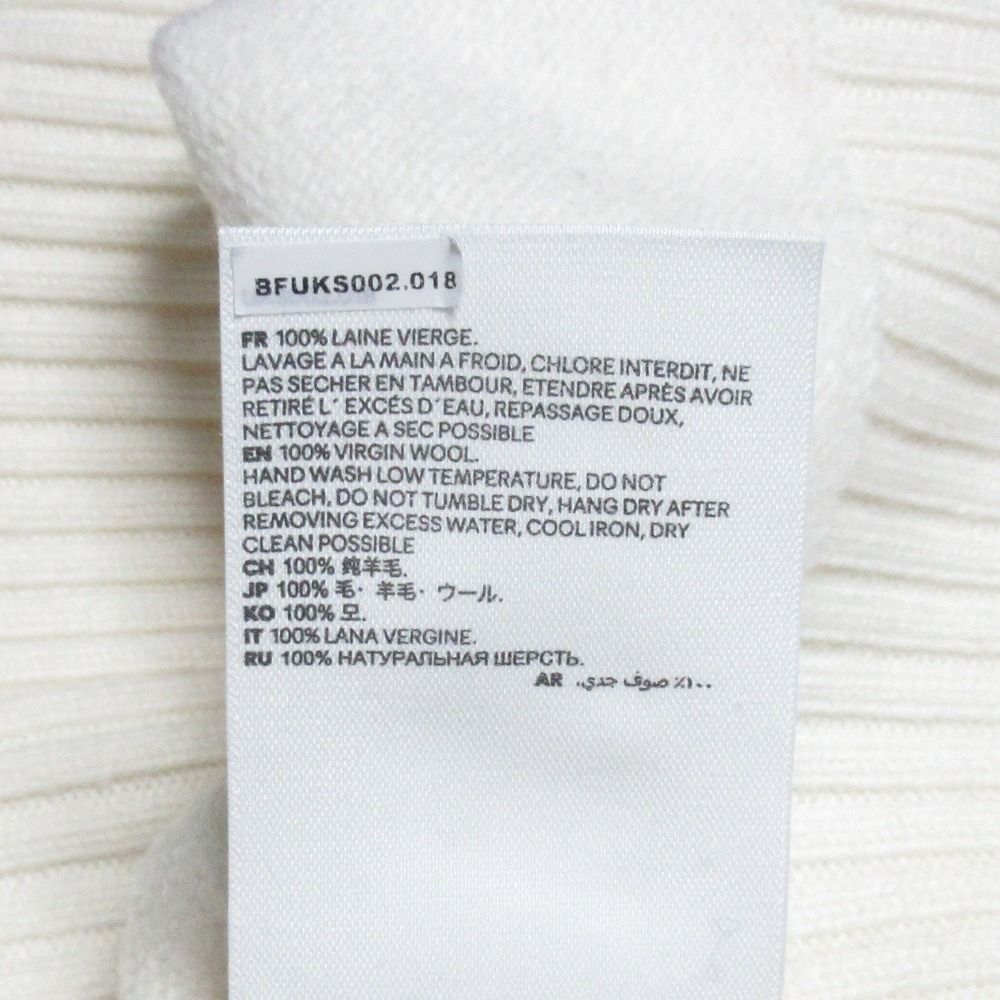 BFUKS002.018
FR 100% LAINE VIERGE.
LAVAGE A LA MAIN A FROID, CHLORE INTERDIT, NE
PAS SECHER EN TAMBOUR, ETENDRE APRÈS AVOIR
RETIRÉ L´ EXCÉS D´EAU, REPASSAGE DOUX,
NETTOYAGE A SEC POSSIBLE
EN 100% VIRGIN WOOL.
HAND WASH LOW TEMPERATURE, DO NOT
BLEACH, DO NOT TUMBLE DRY, HANG DRY AFTER
REMOVING EXCESS WATER, COOL IRON, DRY
CLEAN POSSIBLE
CH 100% 纯羊毛.
JP 100% 毛· 羊毛· ウール.
KO 100% 모.
IT 100% LANA VERGINE.
RU 100% НАТУРАЛЬНАЯ ШЕРСТЬ.
AR ١٠٠٪ صوف جدي.